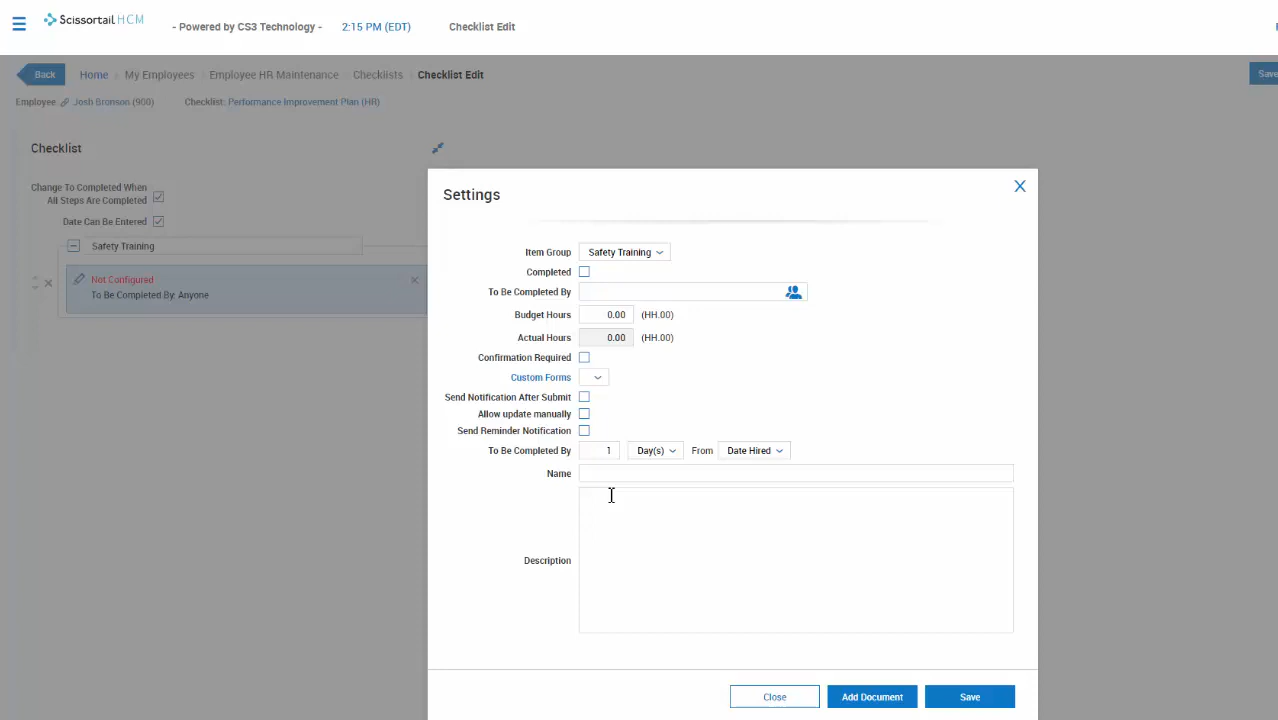 Scissortail HCM - Powered by CS3 Technology - 2:15 PM (EDT) Checklist Edit
Back Home My Employees Employee HR Maintenance Checklists Checklist Edit Save
Employee Josh Bronson (900) Checklist: Performance Improvement Plan (HR)
Checklist
Change To Completed When
All Steps Are Completed
Date Can Be Entered
Safety Training
Not Configured
To Be Completed By: Anyone
Settings
Item Group Safety Training
Completed
To Be Completed By
Budget Hours 0.00 (HH.00)
Actual Hours 0.00 (HH.00)
Confirmation Required
Custom Forms
Send Notification After Submit
Allow update manually
Send Reminder Notification
To Be Completed By 1 Day(s) From Date Hired
Name
Description
Close Add Document Save